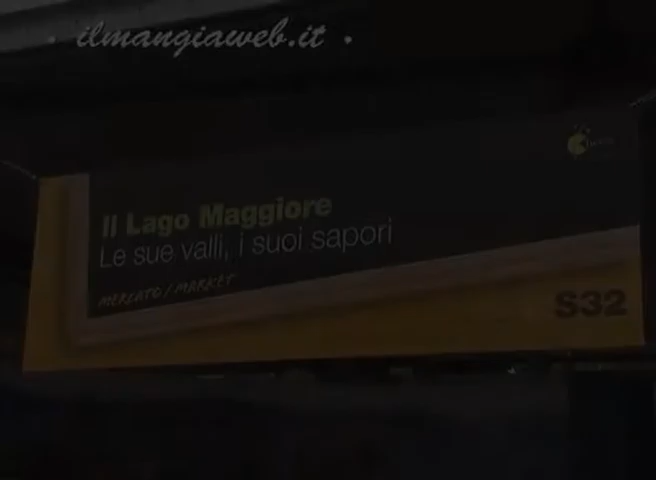 • ilmangiaweb.it •
Il Lago Maggiore
Le sue valli, i suoi sapori
MERCATO / MARKET
S32